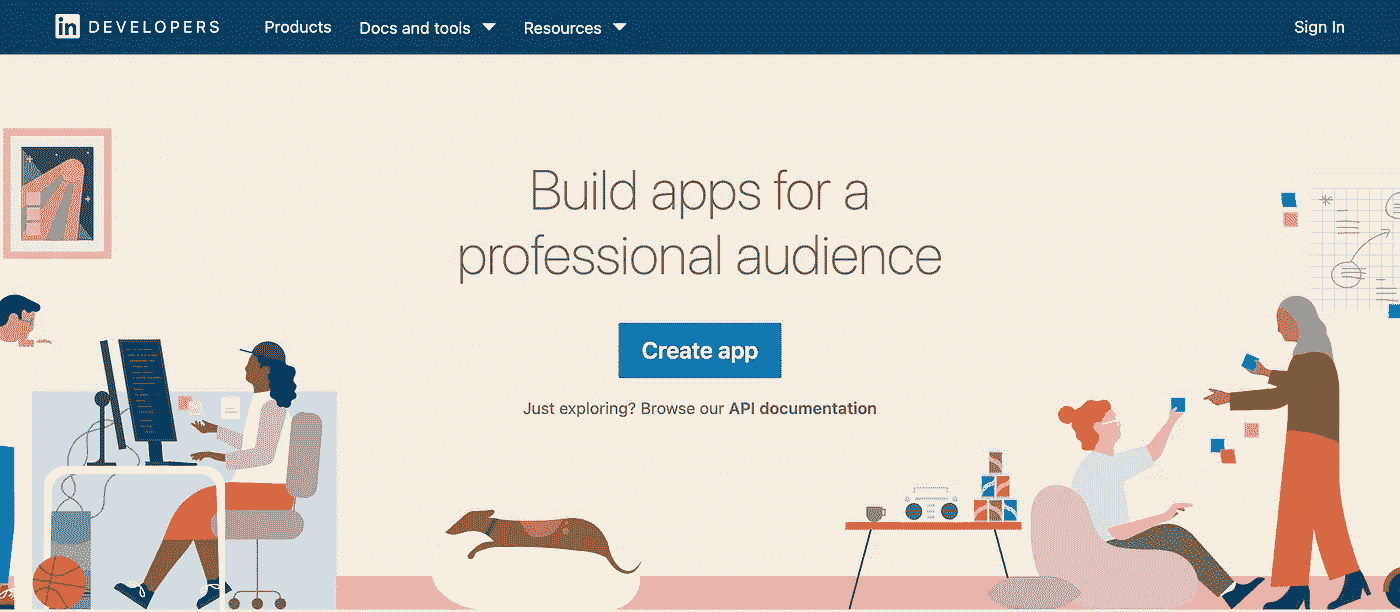 in DEVELOPERS Products Docs and tools Resources Sign In
Build apps for a
professional audience
Create app
Just exploring? Browse our API documentation